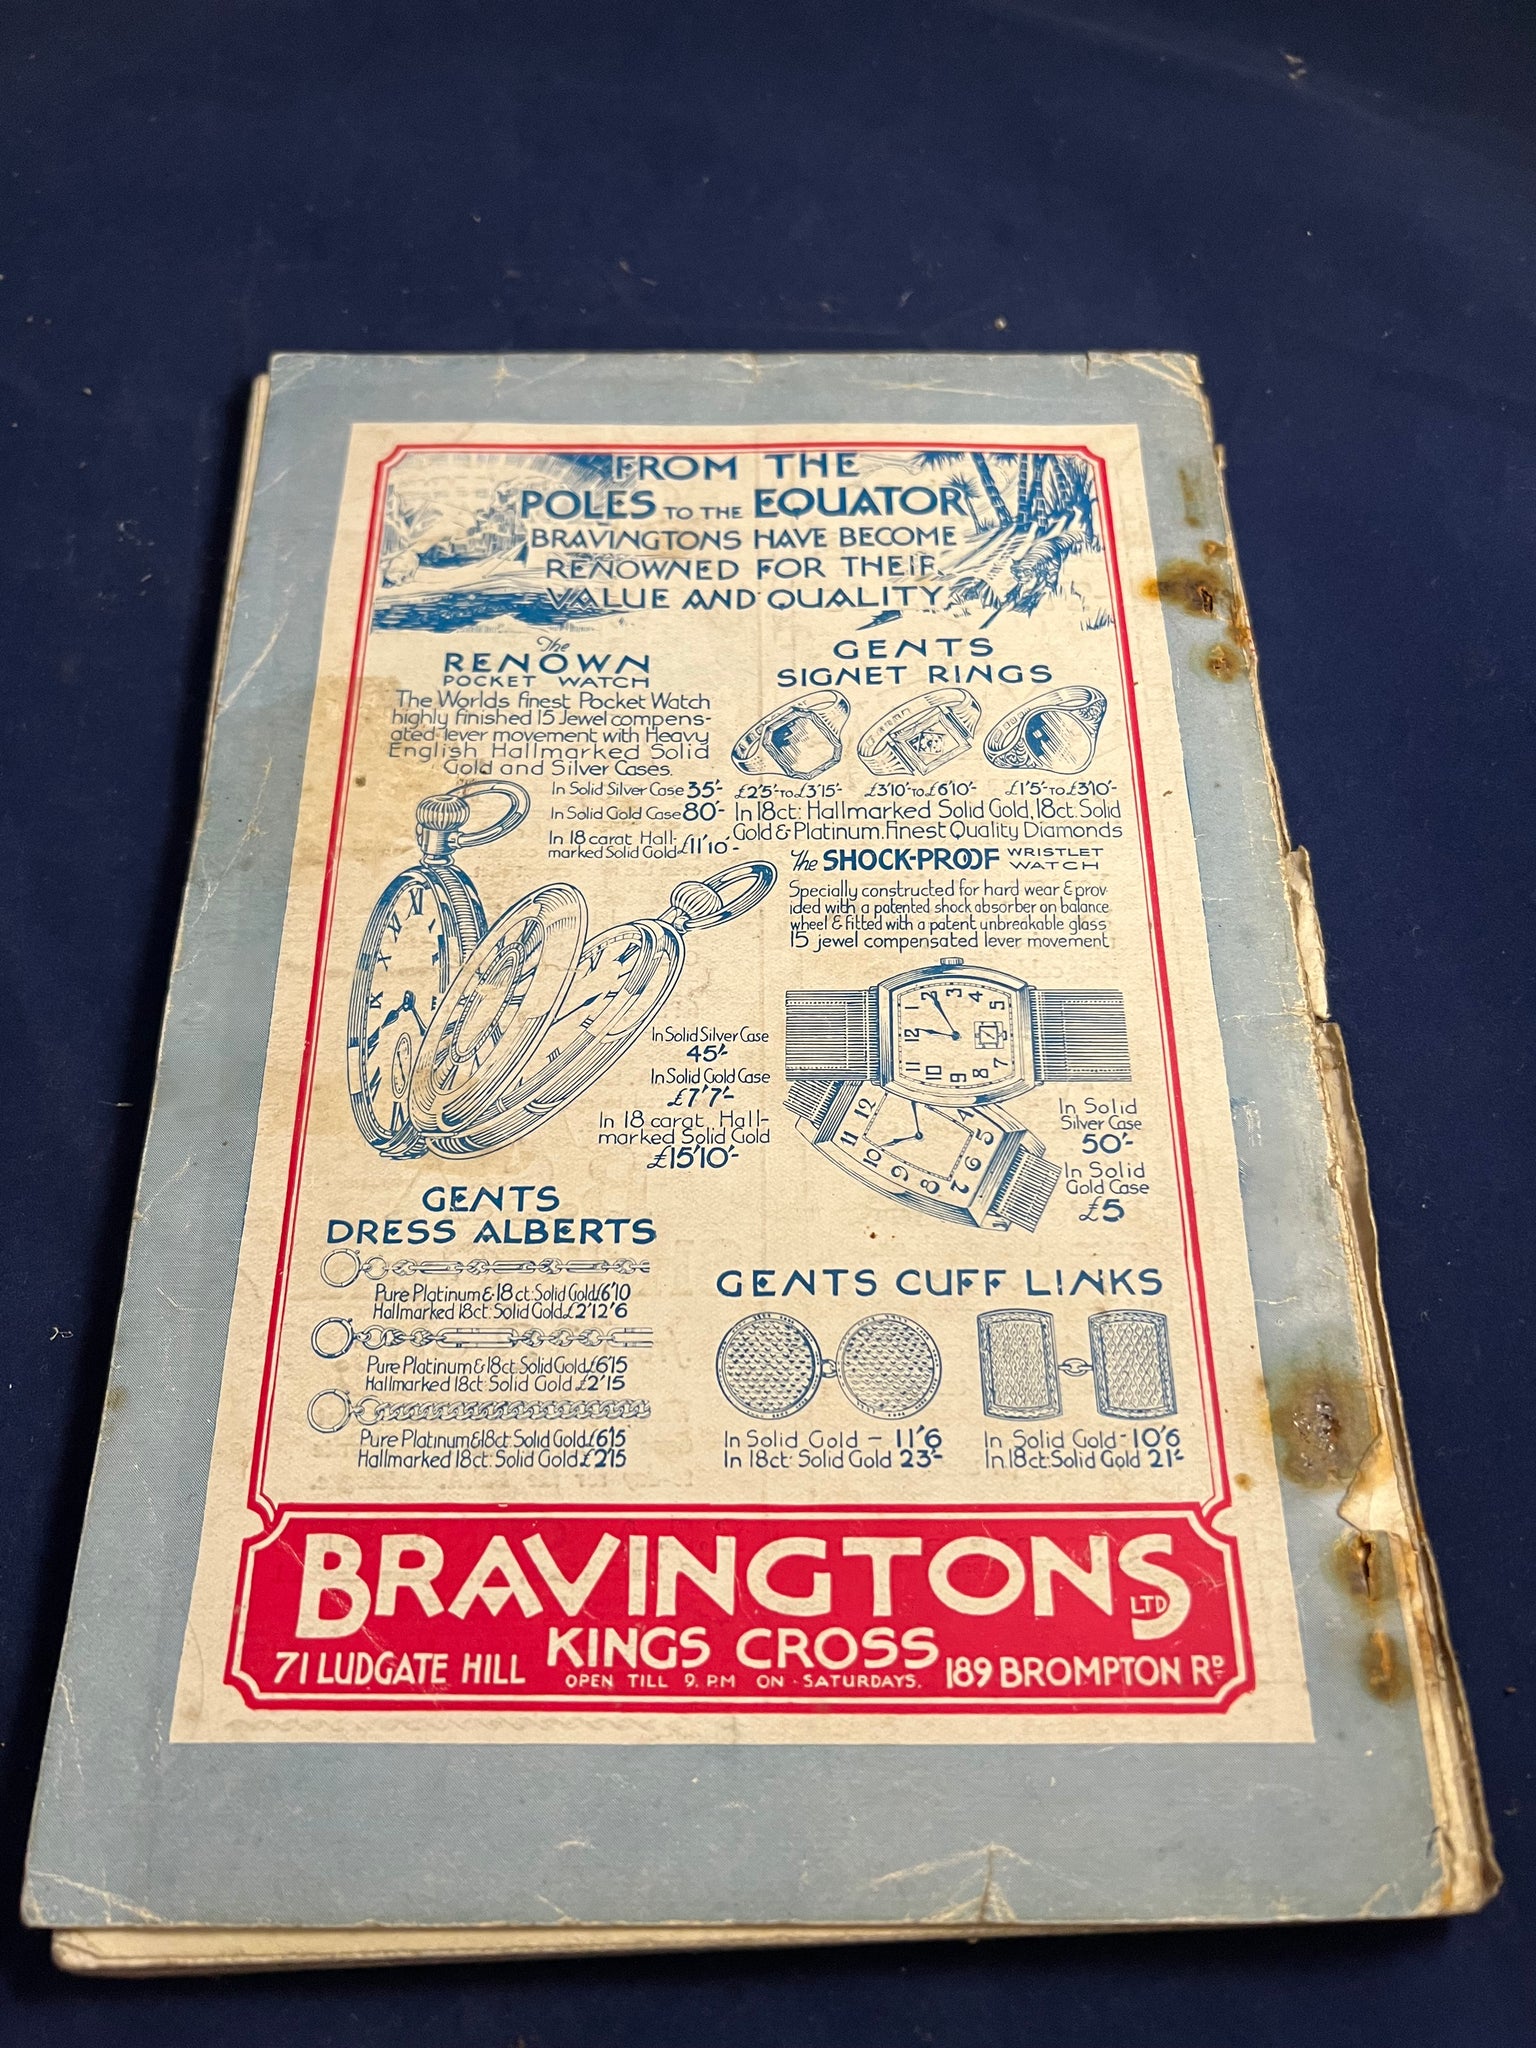 FROM THE
POLES TO THE EQUATOR
BRAVINGTONS HAVE BECOME
RENOWNED FOR THEIR
VALUE AND QUALITY
The
RENOWN
POCKET WATCH
The Worlds finest Pocket Watch
highly finished 15 Jewel compens-
ated lever movement with Heavy
English Hallmarked Solid
Gold and Silver Cases.
In Solid Silver Case 35'-
In Solid Gold Case 80'-
In 18 carat Hall-
marked Solid Gold £11'10'-
GENTS
SIGNET RINGS
£2'5'- TO £3'15'-
£3'10'- TO £6'10'-
£1'5'- TO £3'10'-
In 18ct: Hallmarked Solid Gold, 18ct. Solid
Gold & Platinum. Finest Quality Diamonds
The SHOCK-PROOF WRISTLET
WATCH
Specially constructed for hard wear & prov-
ided with a patented shock absorber on balance
wheel & fitted with a patent unbreakable glass
15 jewel compensated lever movement
In Solid Silver Case
45'-
In Solid Gold Case
£7'7'-
In 18 carat Hall-
marked Solid Gold
£15'10'-
In Solid
Silver Case
50'-
In Solid
Gold Case
£5
GENTS
DRESS ALBERTS
Pure Platinum & 18 ct: Solid Gold £6'10
Hallmarked 18ct: Solid Gold £2'12'6
Pure Platinum & 18ct: Solid Gold £6'15
Hallmarked 18ct: Solid Gold £2'15
Pure Platinum & 18ct: Solid Gold £6'15
Hallmarked 18ct: Solid Gold £2'15
GENTS CUFF LINKS
In Solid Gold - 11'6
In 18ct: Solid Gold 23'-
In Solid Gold - 10'6
In 18ct: Solid Gold 21'-
BRAVINGTONS LTD
KINGS CROSS
71 LUDGATE HILL
OPEN TILL 9. P.M ON SATURDAYS.
189 BROMPTON RD